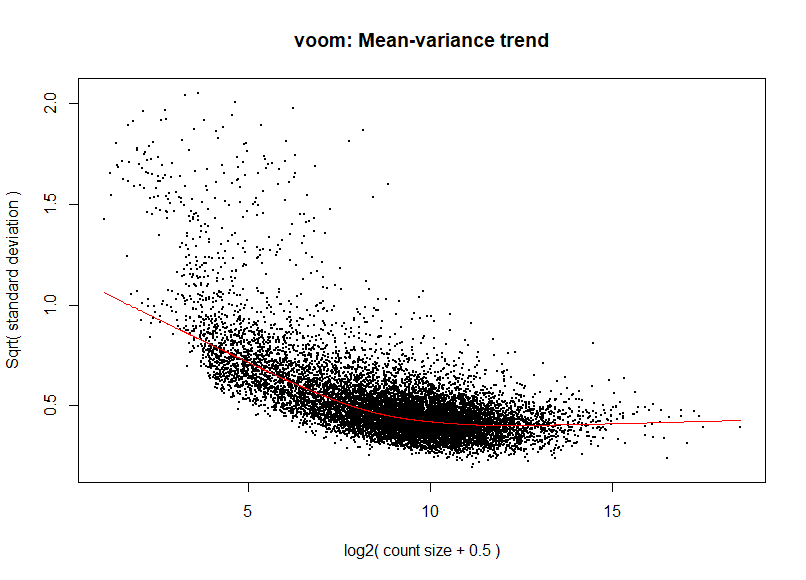 voom: Mean-variance trend
Sqrt( standard deviation )
2.0
1.5
1.0
0.5
5 10 15
log2( count size + 0.5 )